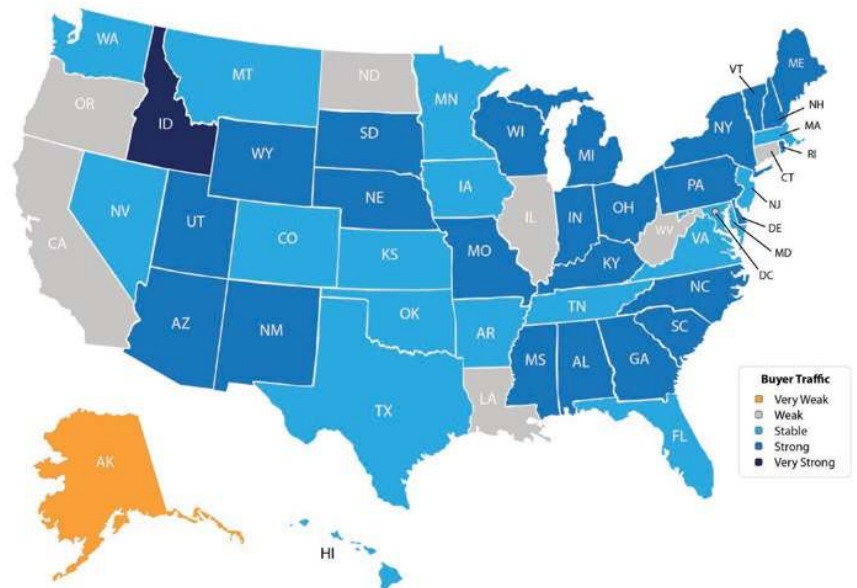 WA
MT
ND
MN
OR
ID
WY
SD
WI
MI
NY
VT
ME
NH
MA
RI
CT
NJ
DE
MD
DC
NV
UT
CO
NE
IA
IL
IN
OH
PA
CA
KS
MO
KY
WV
VA
AZ
NM
OK
AR
TN
NC
SC
TX
LA
MS
AL
GA
FL
AK
HI
Buyer Traffic
Very Weak
Weak
Stable
Strong
Very Strong